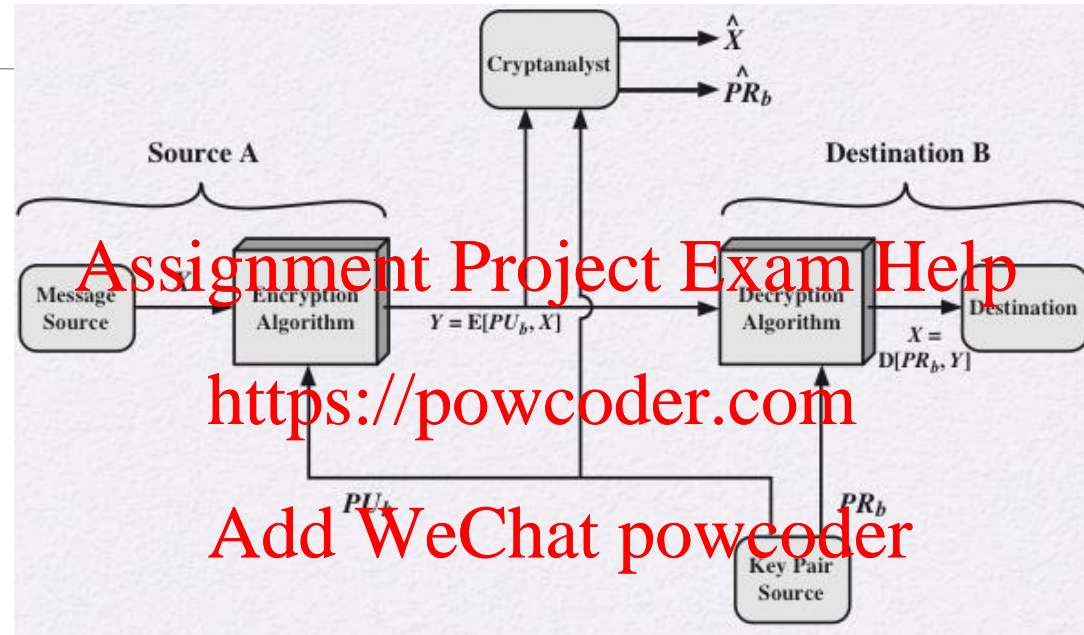 Cryptanalyst
X̂
P̂R_b
Source A
Destination B
Assignment Project Exam Help
Message
Source
X
Encryption
Algorithm
Y = E[PU_b, X]
Decryption
Algorithm
Destination
X =
D[PR_b, Y]
https://powcoder.com
PU_b
PR_b
Add WeChat powcoder
Key Pair
Source